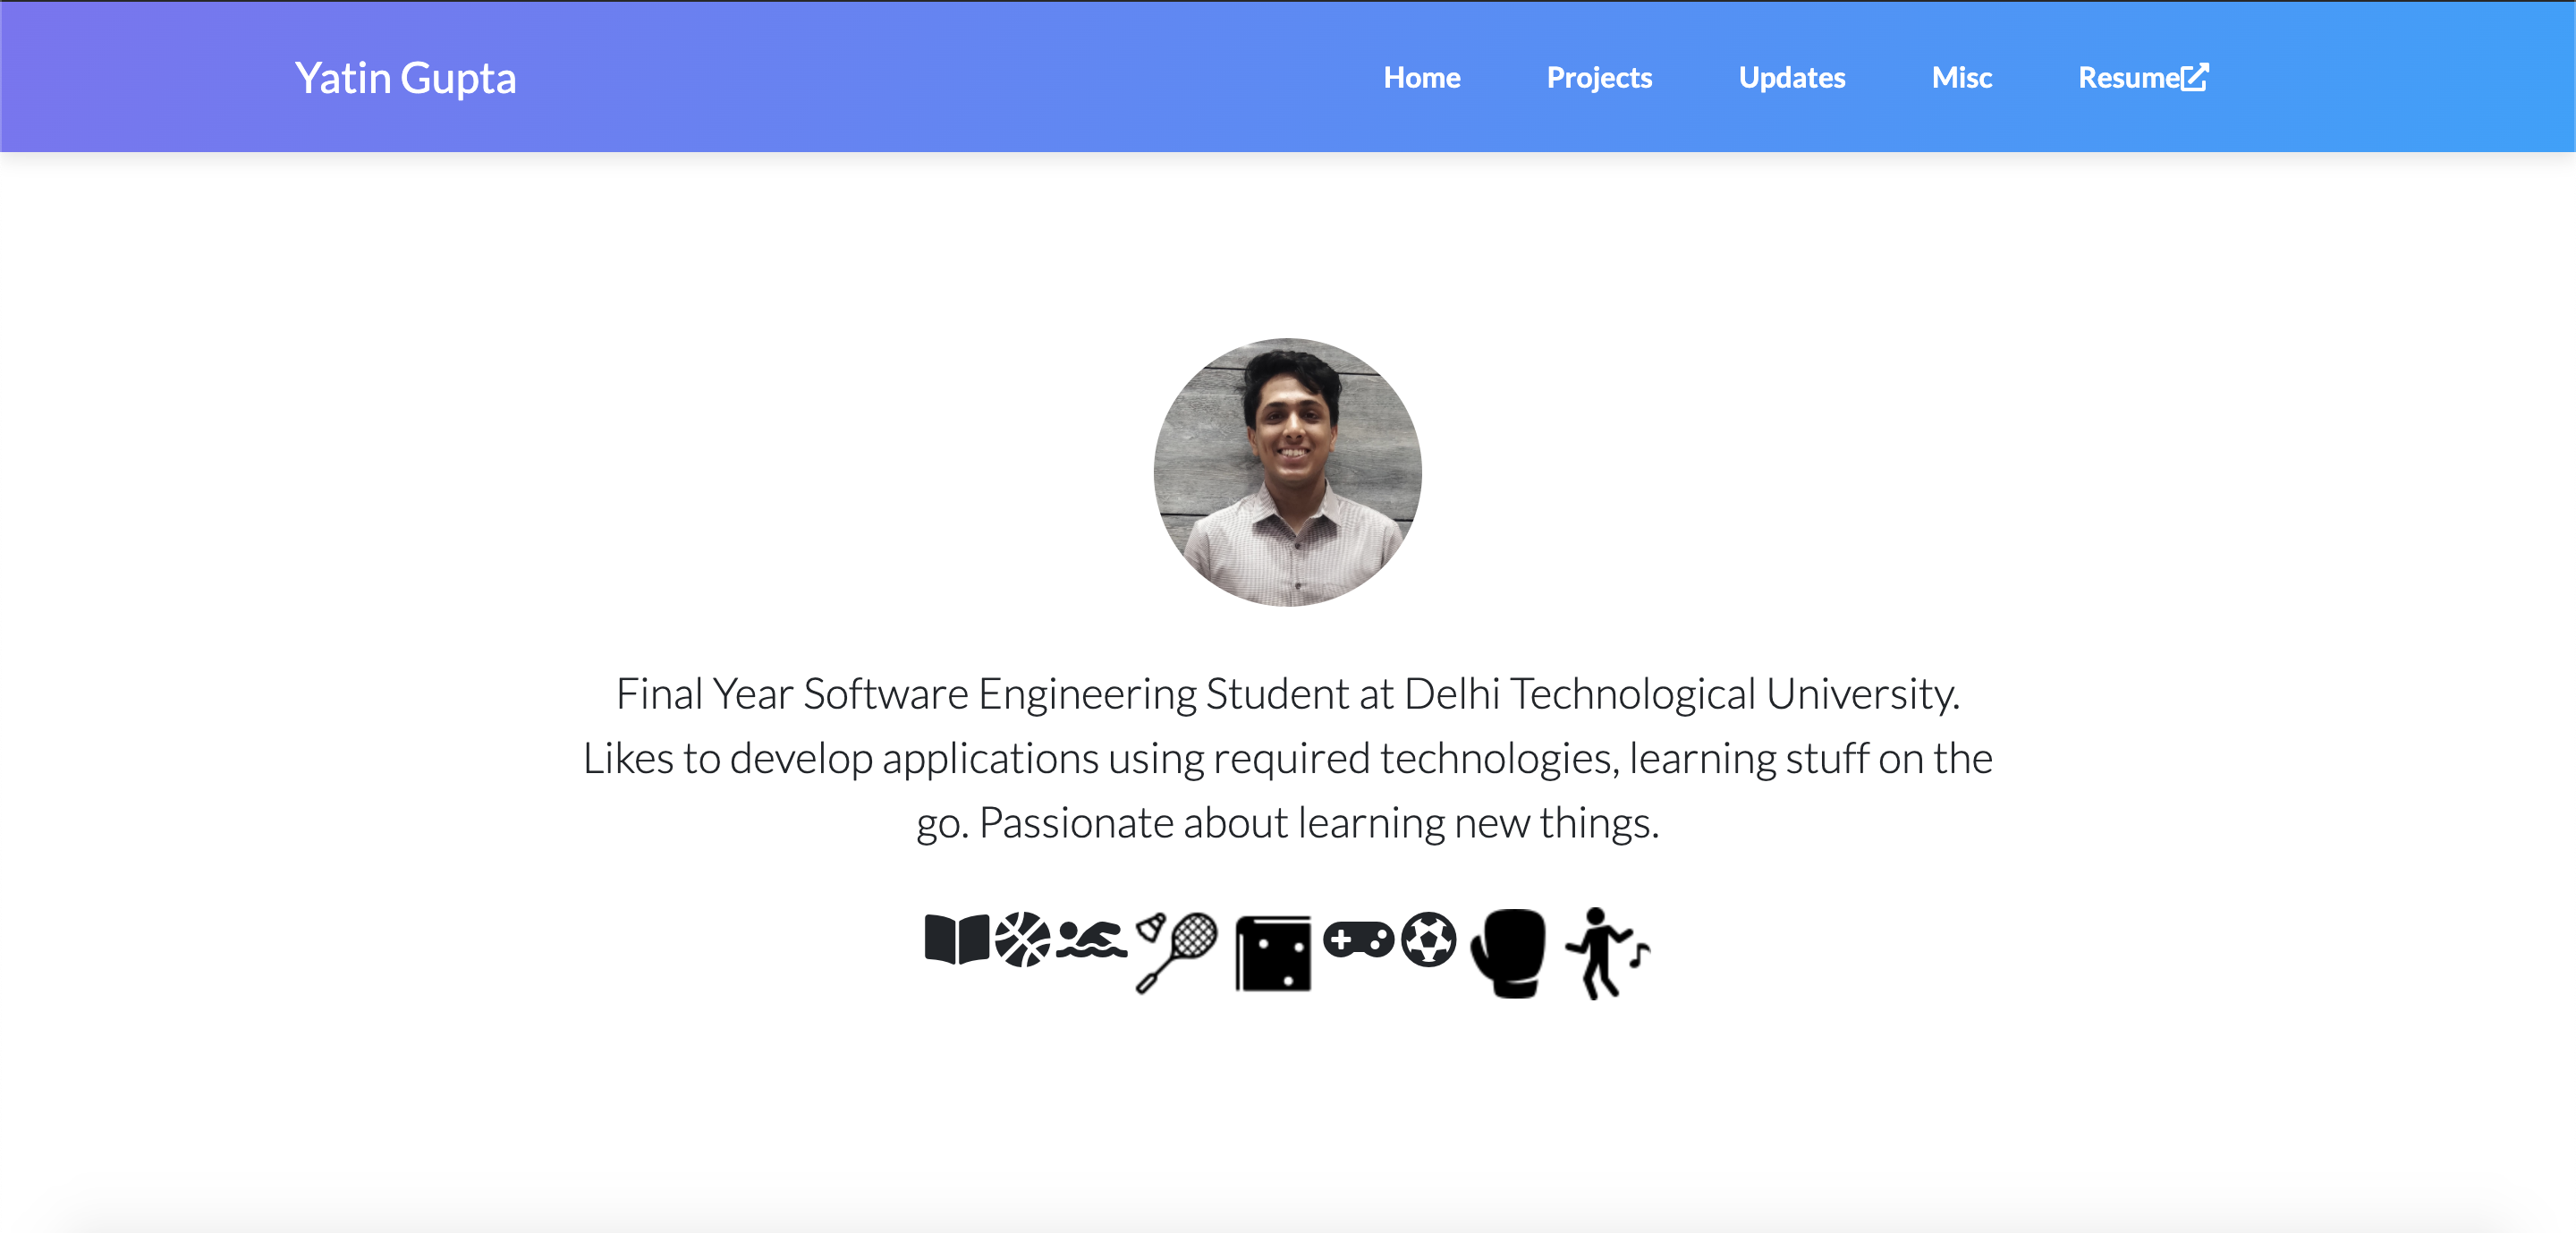 Yatin Gupta
Home Projects Updates Misc Resume
Final Year Software Engineering Student at Delhi Technological University.
Likes to develop applications using required technologies, learning stuff on the
go. Passionate about learning new things.